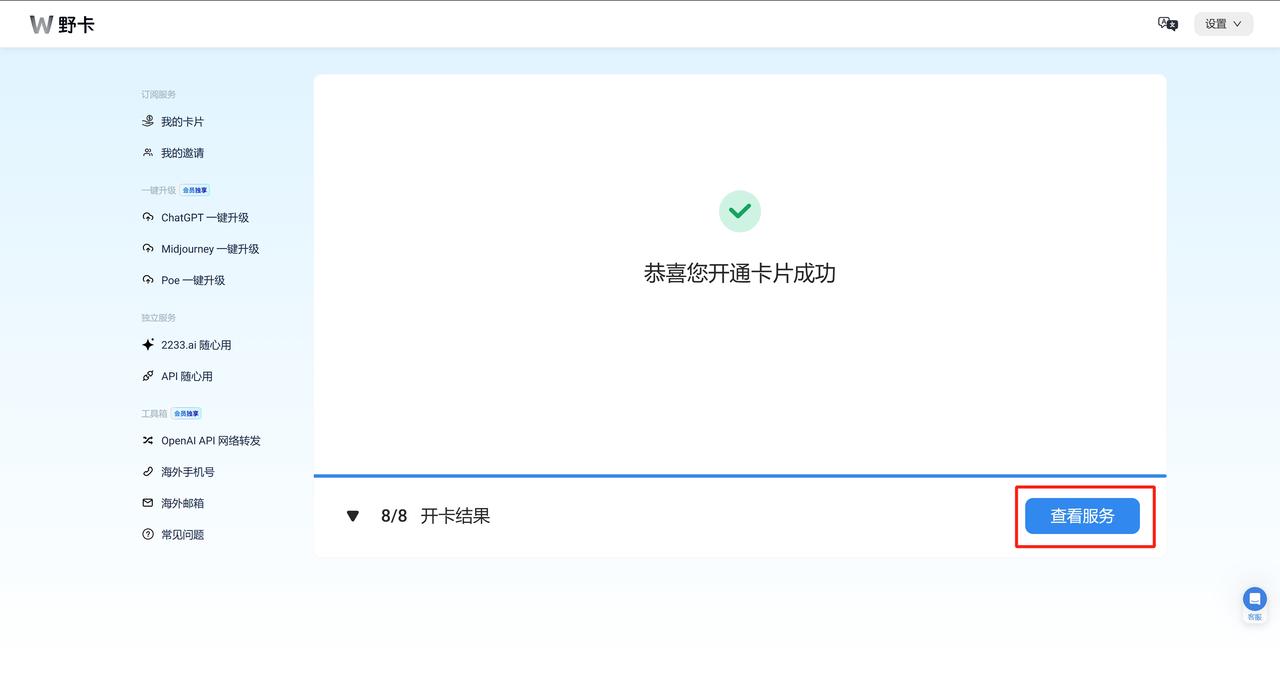 W 野卡
设置
订阅服务
我的卡片
我的邀请
一键升级 会员独享
ChatGPT 一键升级
Midjourney 一键升级
Poe 一键升级
独立服务
2233.ai 随心用
API 随心用
工具箱 会员独享
OpenAI API 网络转发
海外手机号
海外邮箱
常见问题
恭喜您开通卡片成功
8/8 开卡结果
查看服务
客服